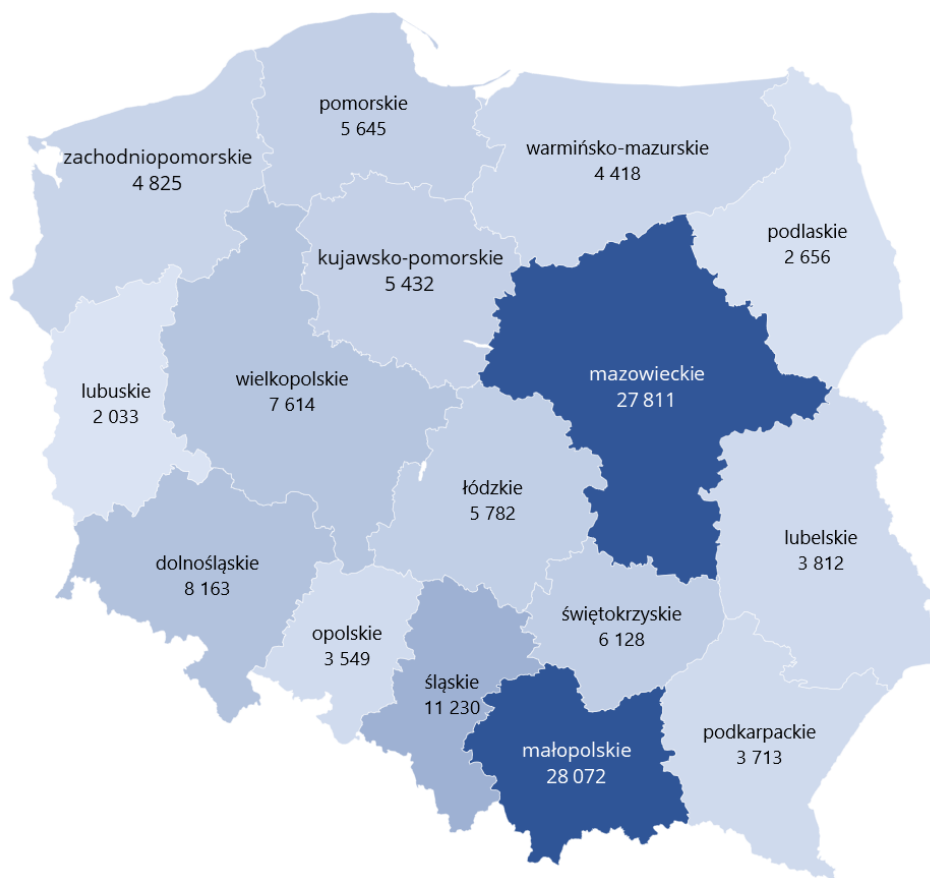 pomorskie
5 645
zachodniopomorskie
4 825
warmińsko-mazurskie
4 418
podlaskie
2 656
kujawsko-pomorskie
5 432
mazowieckie
27 811
wielkopolskie
7 614
lubuskie
2 033
łódzkie
5 782
lubelskie
3 812
dolnośląskie
8 163
świętokrzyskie
6 128
opolskie
3 549
śląskie
11 230
podkarpackie
3 713
małopolskie
28 072